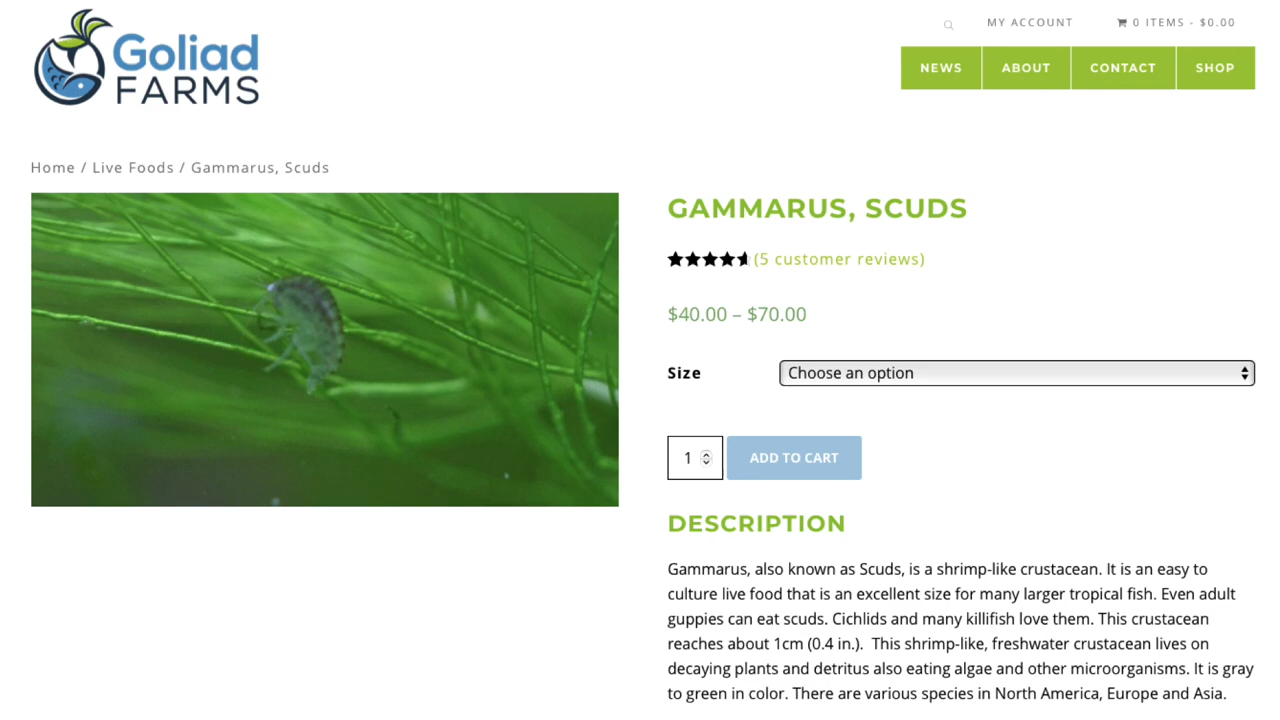 Goliad
FARMS
MY ACCOUNT
0 ITEMS - $0.00
NEWS
ABOUT
CONTACT
SHOP
Home / Live Foods / Gammarus, Scuds
GAMMARUS, SCUDS
(5 customer reviews)
$40.00 – $70.00
Size
Choose an option
1
ADD TO CART
DESCRIPTION
Gammarus, also known as Scuds, is a shrimp-like crustacean. It is an easy to
culture live food that is an excellent size for many larger tropical fish. Even adult
guppies can eat scuds. Cichlids and many killifish love them. This crustacean
reaches about 1cm (0.4 in.).  This shrimp-like, freshwater crustacean lives on
decaying plants and detritus also eating algae and other microorganisms. It is gray
to green in color. There are various species in North America, Europe and Asia.